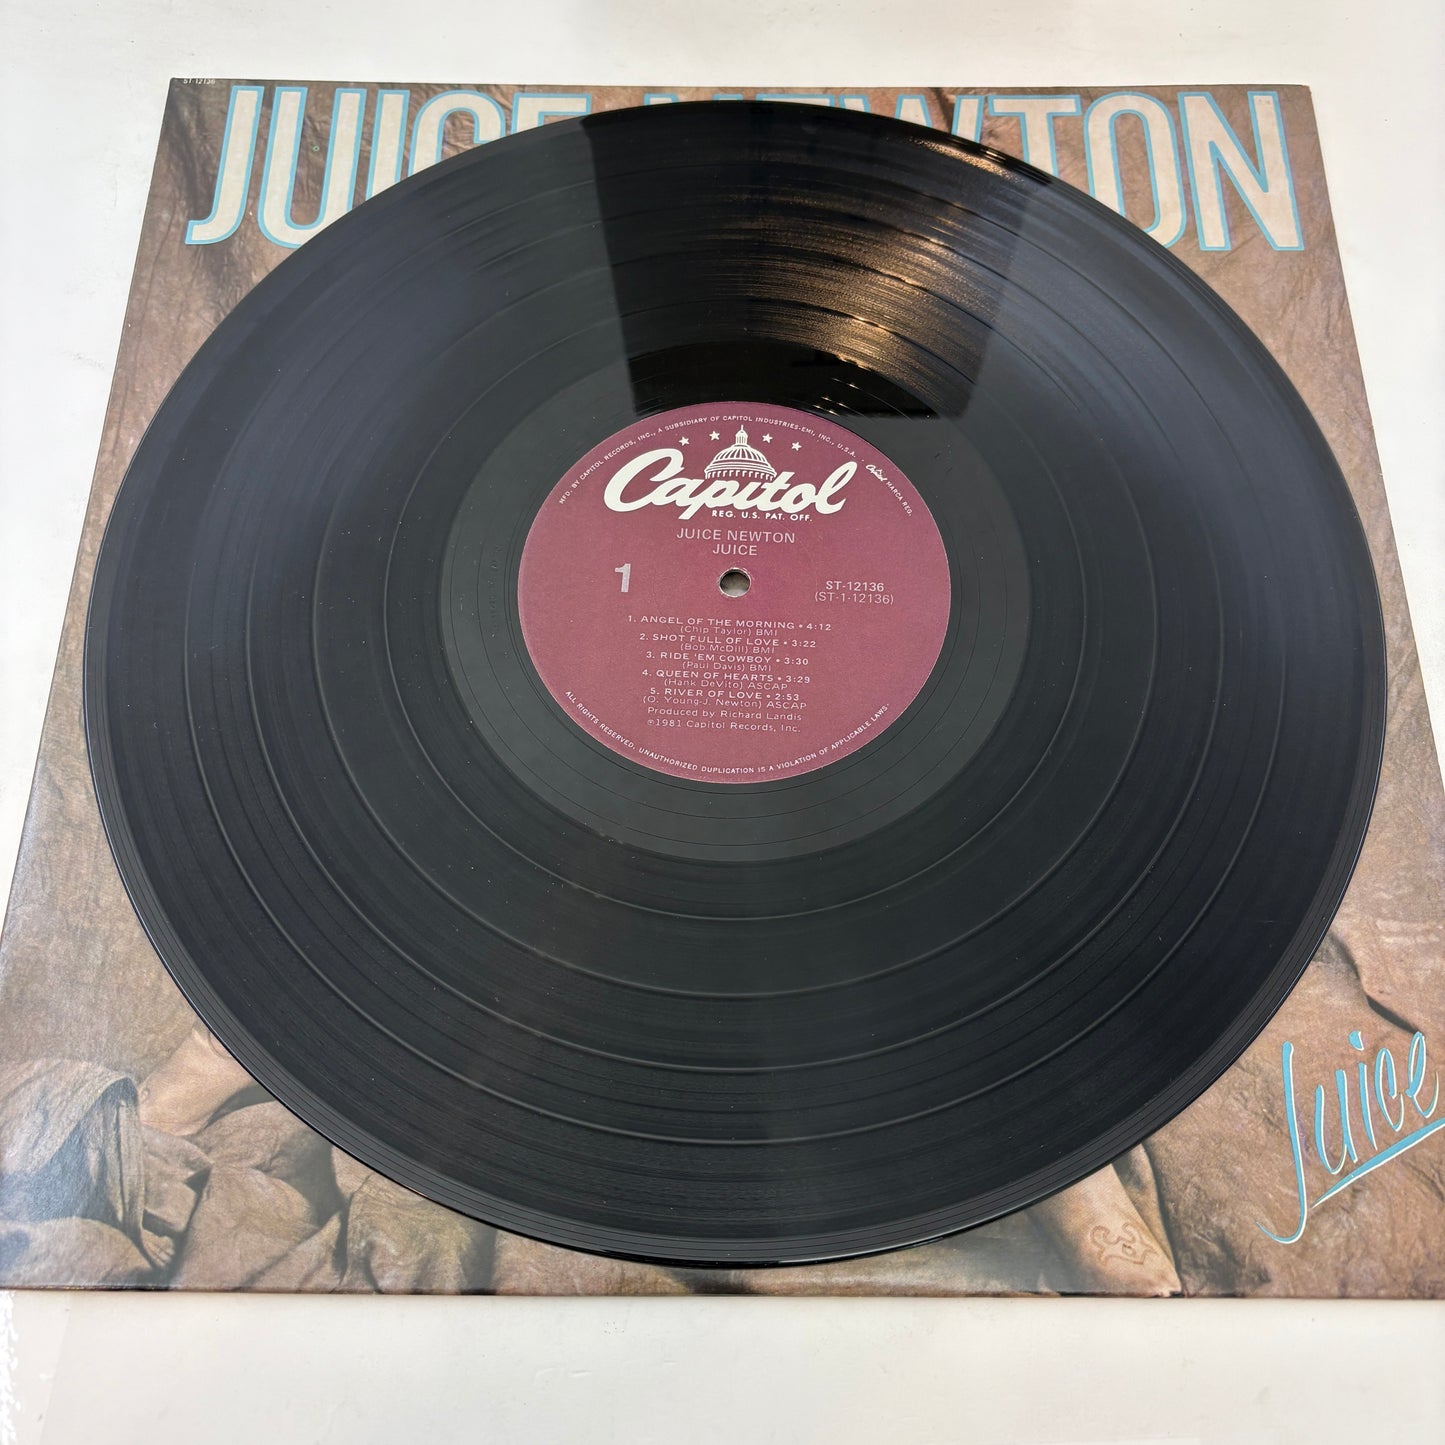 ST-12136
JUICE NEWTON
MFD. BY CAPITOL RECORDS, INC., A SUBSIDIARY OF CAPITOL INDUSTRIES-EMI, INC., U.S.A. · Capitol MARCA REG.
Capitol
REG. U.S. PAT. OFF.
JUICE NEWTON
JUICE
1
ST-12136
(ST-1-12136)
1. ANGEL OF THE MORNING • 4:12
(Chip Taylor) BMI
2. SHOT FULL OF LOVE • 3:22
(Bob McDill) BMI
3. RIDE 'EM COWBOY • 3:30
(Paul Davis) BMI
4. QUEEN OF HEARTS • 3:29
(Hank DeVito) ASCAP
5. RIVER OF LOVE • 2:53
(O. Young-J. Newton) ASCAP
Produced by Richard Landis
℗1981 Capitol Records, Inc.
ALL RIGHTS RESERVED. UNAUTHORIZED DUPLICATION IS A VIOLATION OF APPLICABLE LAWS·
Juice